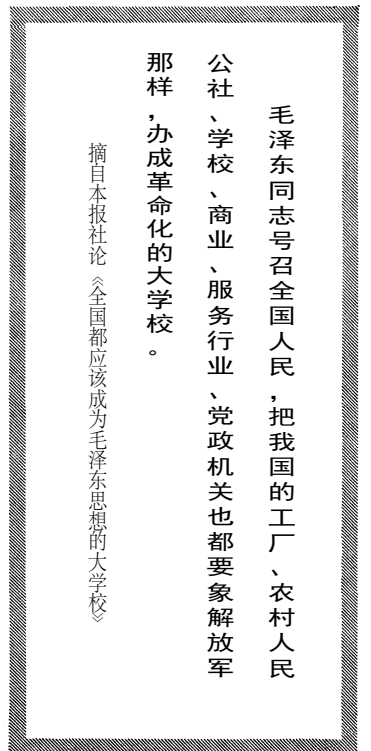 毛泽东同志号召全国人民，把我国的工厂、农村人民
公社、学校、商业、服务行业、党政机关也都要象解放军
那样，办成革命化的大学校。
摘自本报社论《全国都应该成为毛泽东思想的大学校》